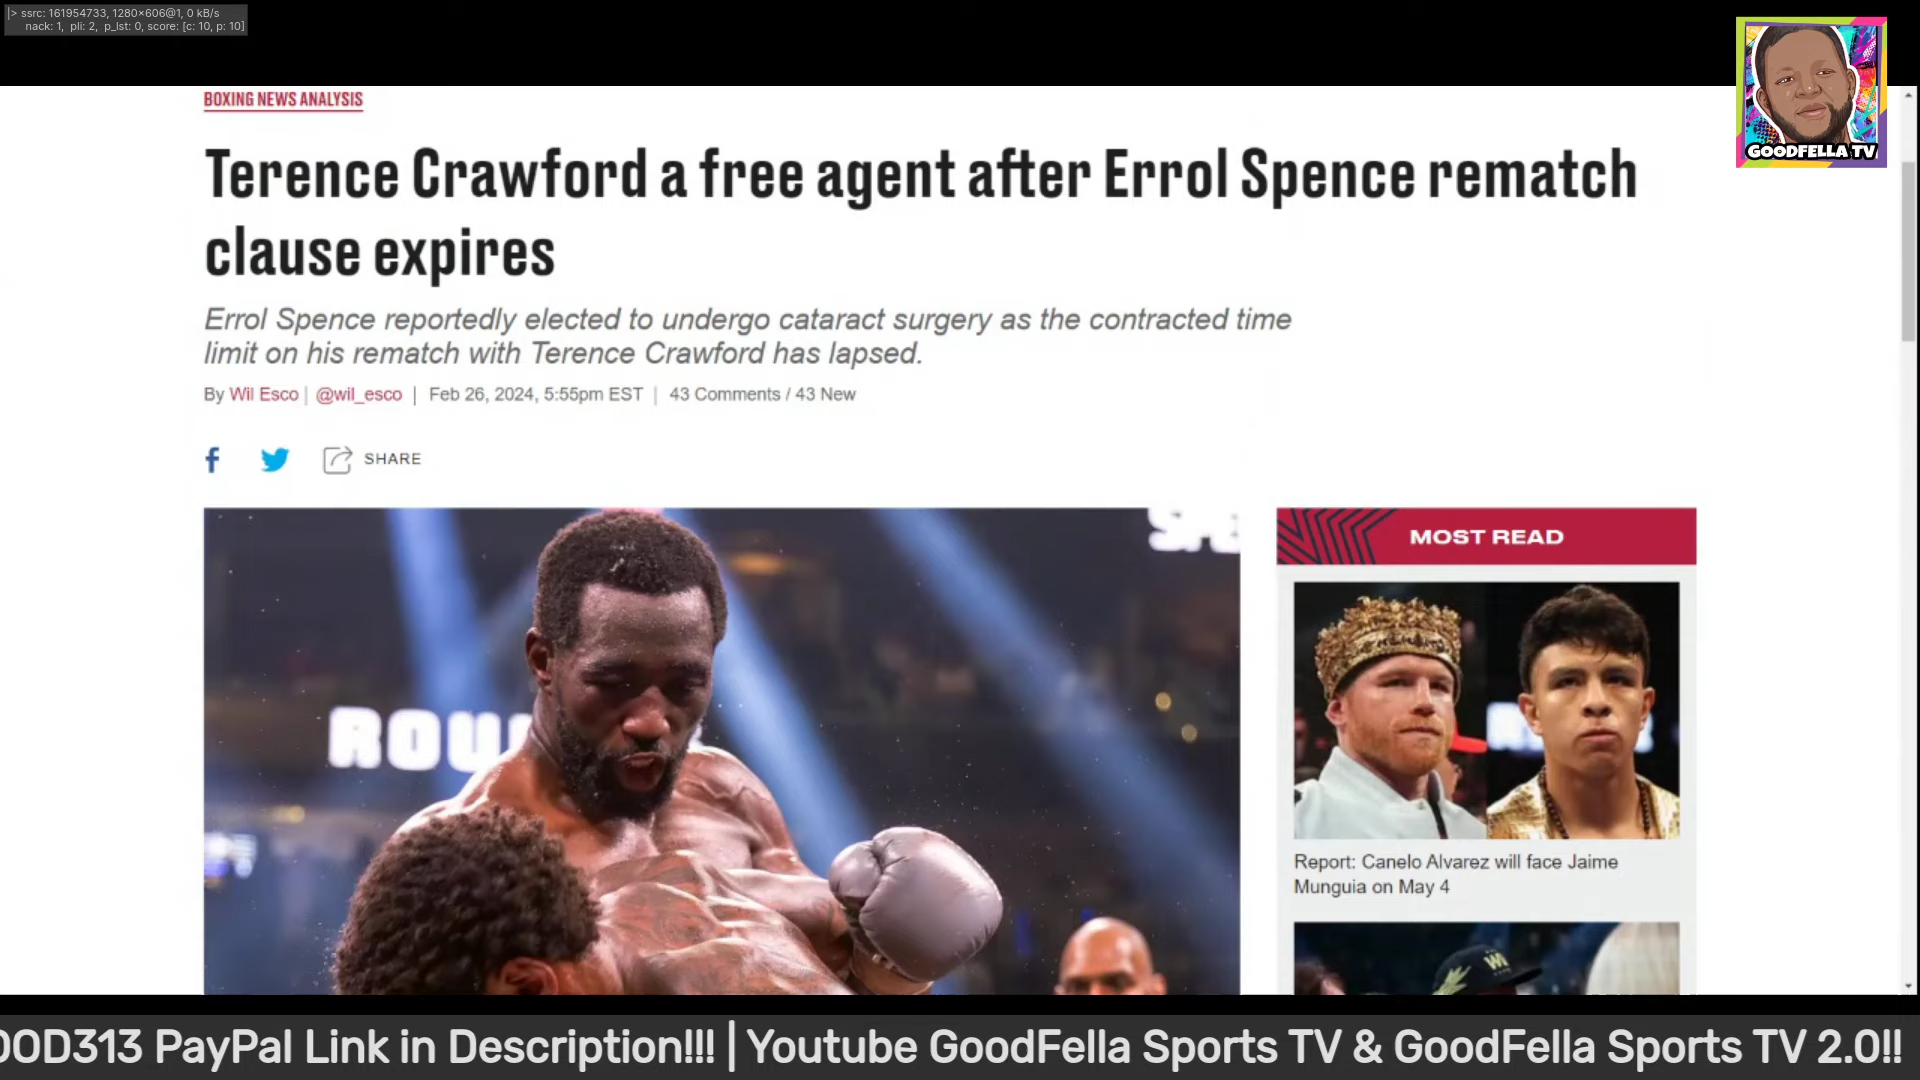 |> ssrc: 161954733, 1280×606@1, 0 kB/s
nack: 1, pli: 2, p_lst: 0, score: [c: 10, p: 10]
GOODFELLA TV
BOXING NEWS ANALYSIS
Terence Crawford a free agent after Errol Spence rematch
clause expires
Errol Spence reportedly elected to undergo cataract surgery as the contracted time
limit on his rematch with Terence Crawford has lapsed.
By Wil Esco | @wil_esco | Feb 26, 2024, 5:55pm EST | 43 Comments / 43 New
SHARE
ROU
MOST READ
Report: Canelo Alvarez will face Jaime
Munguia on May 4
OOD313 PayPal Link in Description!!! | Youtube GoodFella Sports TV & GoodFella Sports TV 2.0!!